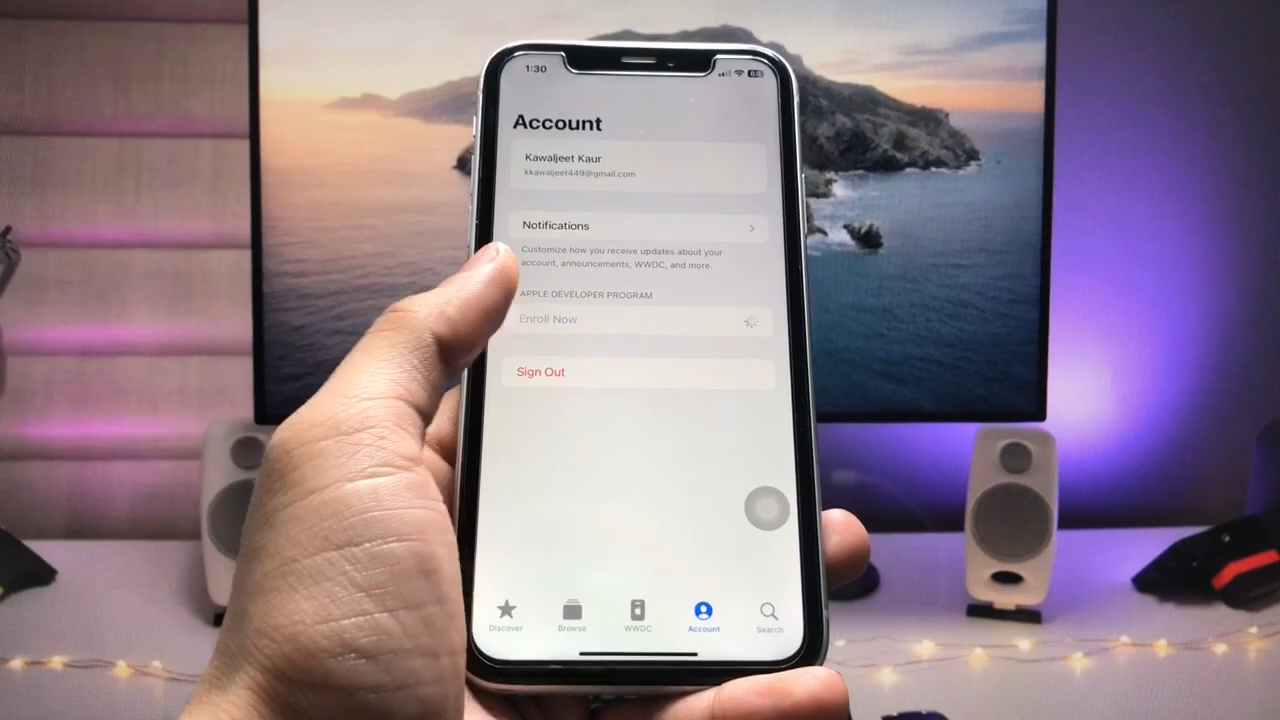 1:30
Account
Kawaljeet Kaur
kkawaljeet449@gmail.com
Notifications
Customize how you receive updates about your
account, announcements, WWDC, and more.
APPLE DEVELOPER PROGRAM
Enroll Now
Sign Out
Discover
Browse
WWDC
Account
Search